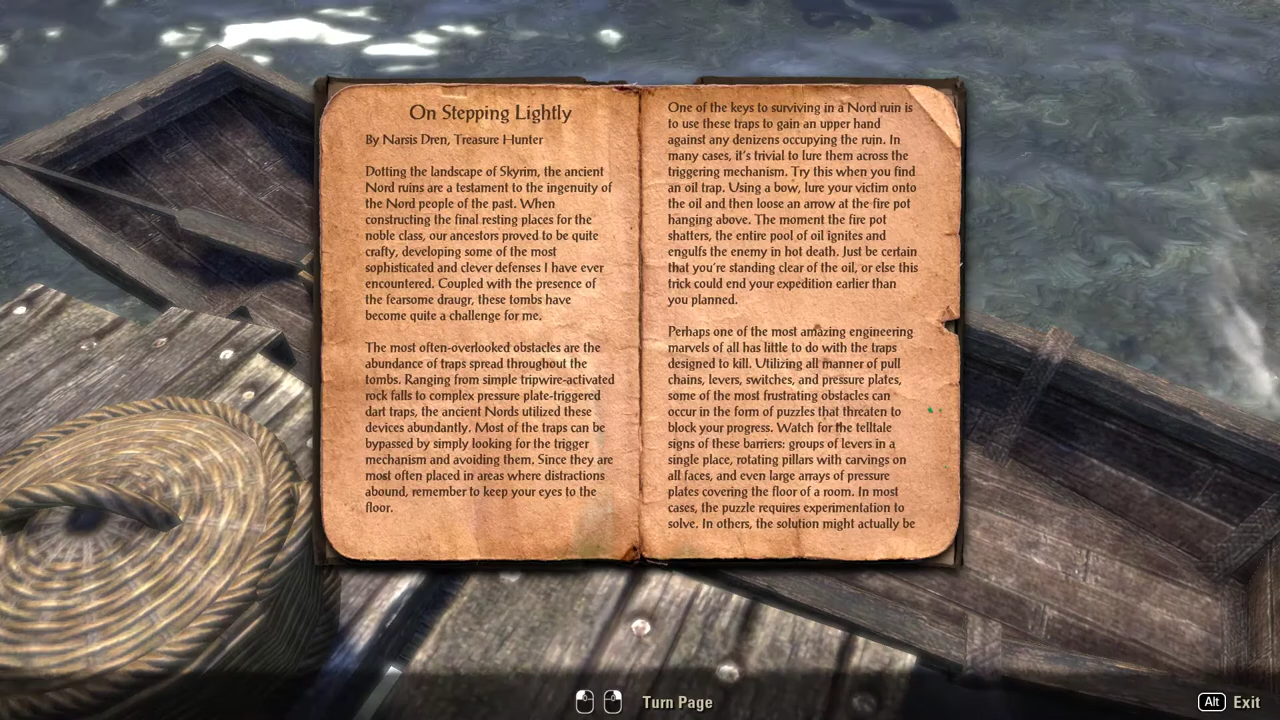 On Stepping Lightly
By Narsis Dren, Treasure Hunter
Dotting the landscape of Skyrim, the ancient
Nord ruins are a testament to the ingenuity of
the Nord people of the past. When
constructing the final resting places for the
noble class, our ancestors proved to be quite
crafty, developing some of the most
sophisticated and clever defenses I have ever
encountered. Coupled with the presence of
the fearsome draugr, these tombs have
become quite a challenge for me.
The most often-overlooked obstacles are the
abundance of traps spread throughout the
tombs. Ranging from simple tripwire-activated
rock falls to complex pressure plate-triggered
dart traps, the ancient Nords utilized these
devices abundantly. Most of the traps can be
bypassed by simply looking for the trigger
mechanism and avoiding them. Since they are
most often placed in areas where distractions
abound, remember to keep your eyes to the
floor.
One of the keys to surviving in a Nord ruin is
to use these traps to gain an upper hand
against any denizens occupying the ruin. In
many cases, it's trivial to lure them across the
triggering mechanism. Try this when you find
an oil trap. Using a bow, lure your victim onto
the oil and then loose an arrow at the fire pot
hanging above. The moment the fire pot
shatters, the entire pool of oil ignites and
engulfs the enemy in hot death. Just be certain
that you're standing clear of the oil, or else this
trick could end your expedition earlier than
you planned.
Perhaps one of the most amazing engineering
marvels of all has little to do with the traps
designed to kill. Utilizing all manner of pull
chains, levers, switches, and pressure plates,
some of the most frustrating obstacles can
occur in the form of puzzles that threaten to
block your progress. Watch for the telltale
signs of these barriers: groups of levers in a
single place, rotating pillars with carvings on
all faces, and even large arrays of pressure
plates covering the floor of a room. In most
cases, the puzzle requires experimentation to
solve. In others, the solution might actually be
Turn Page
Alt Exit